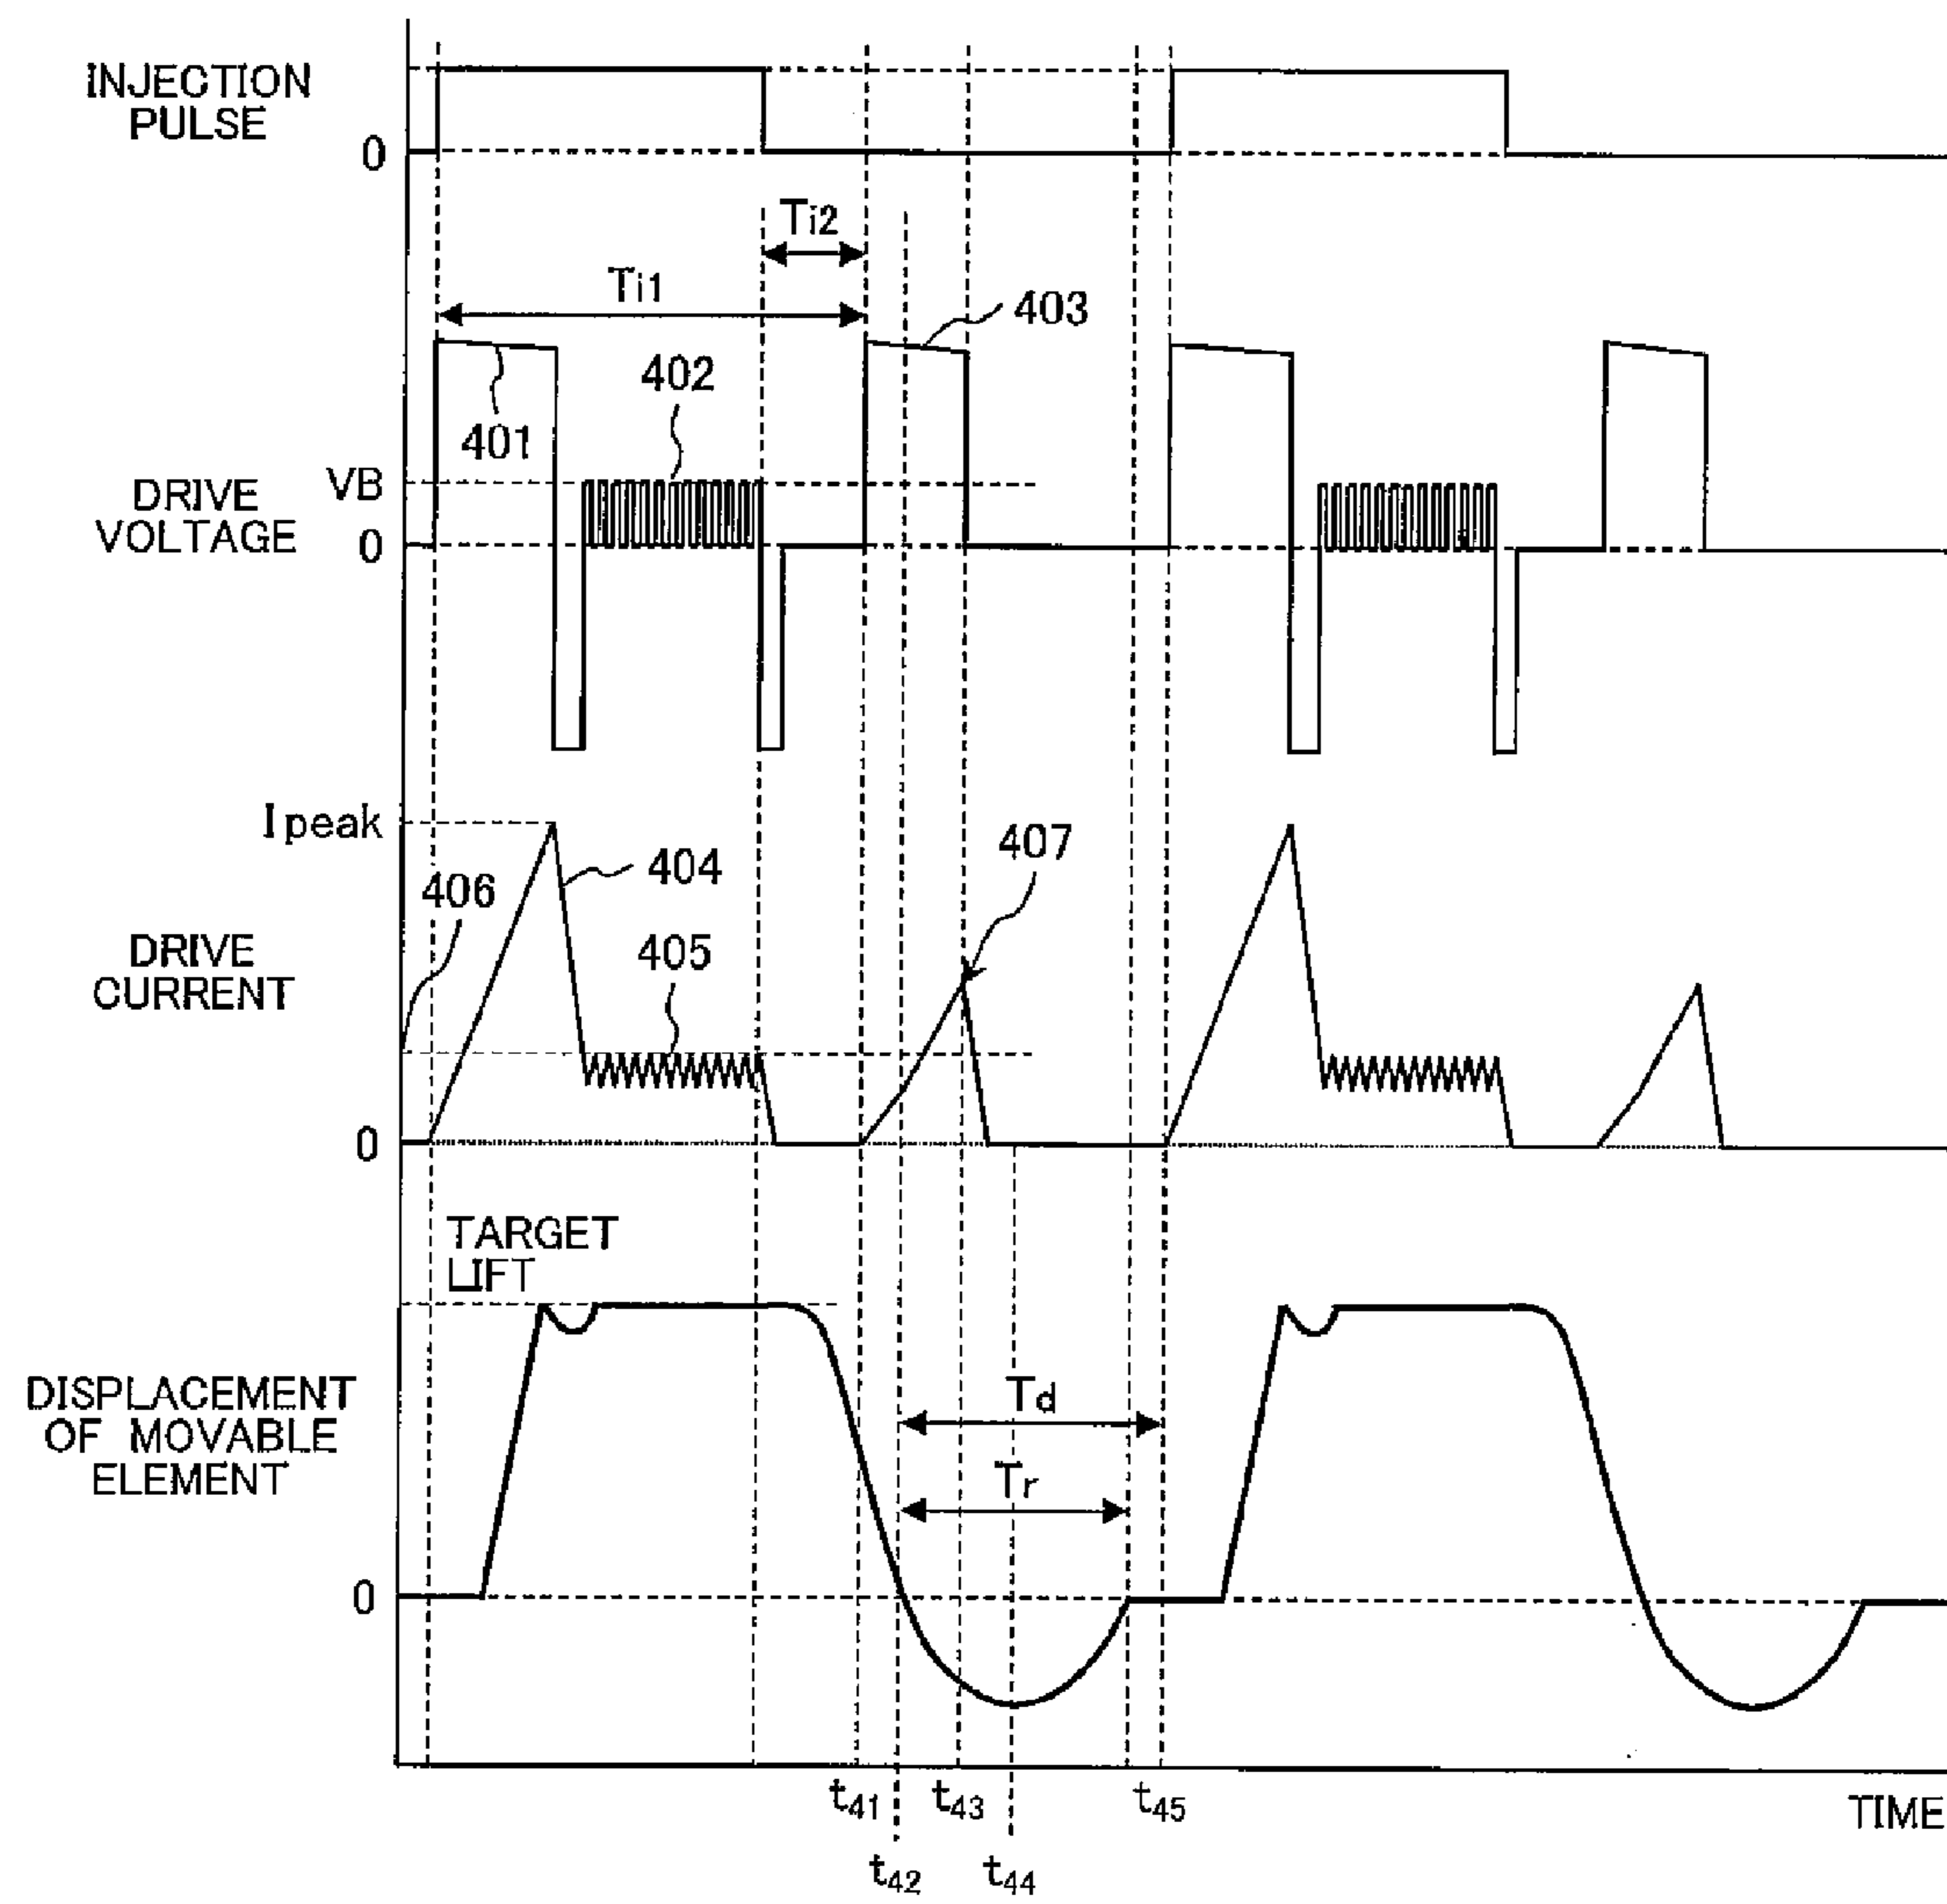 INJECTION
PULSE
0
Ti2
Ti1
403
402
401
VB
DRIVE
VOLTAGE
0
Ipeak
407
404
406
405
DRIVE
CURRENT
0
TARGET
LIFT
Td
DISPLACEMENT
OF MOVABLE
ELEMENT
Tr
0
t41
t43
t45
TIME
t42
t44